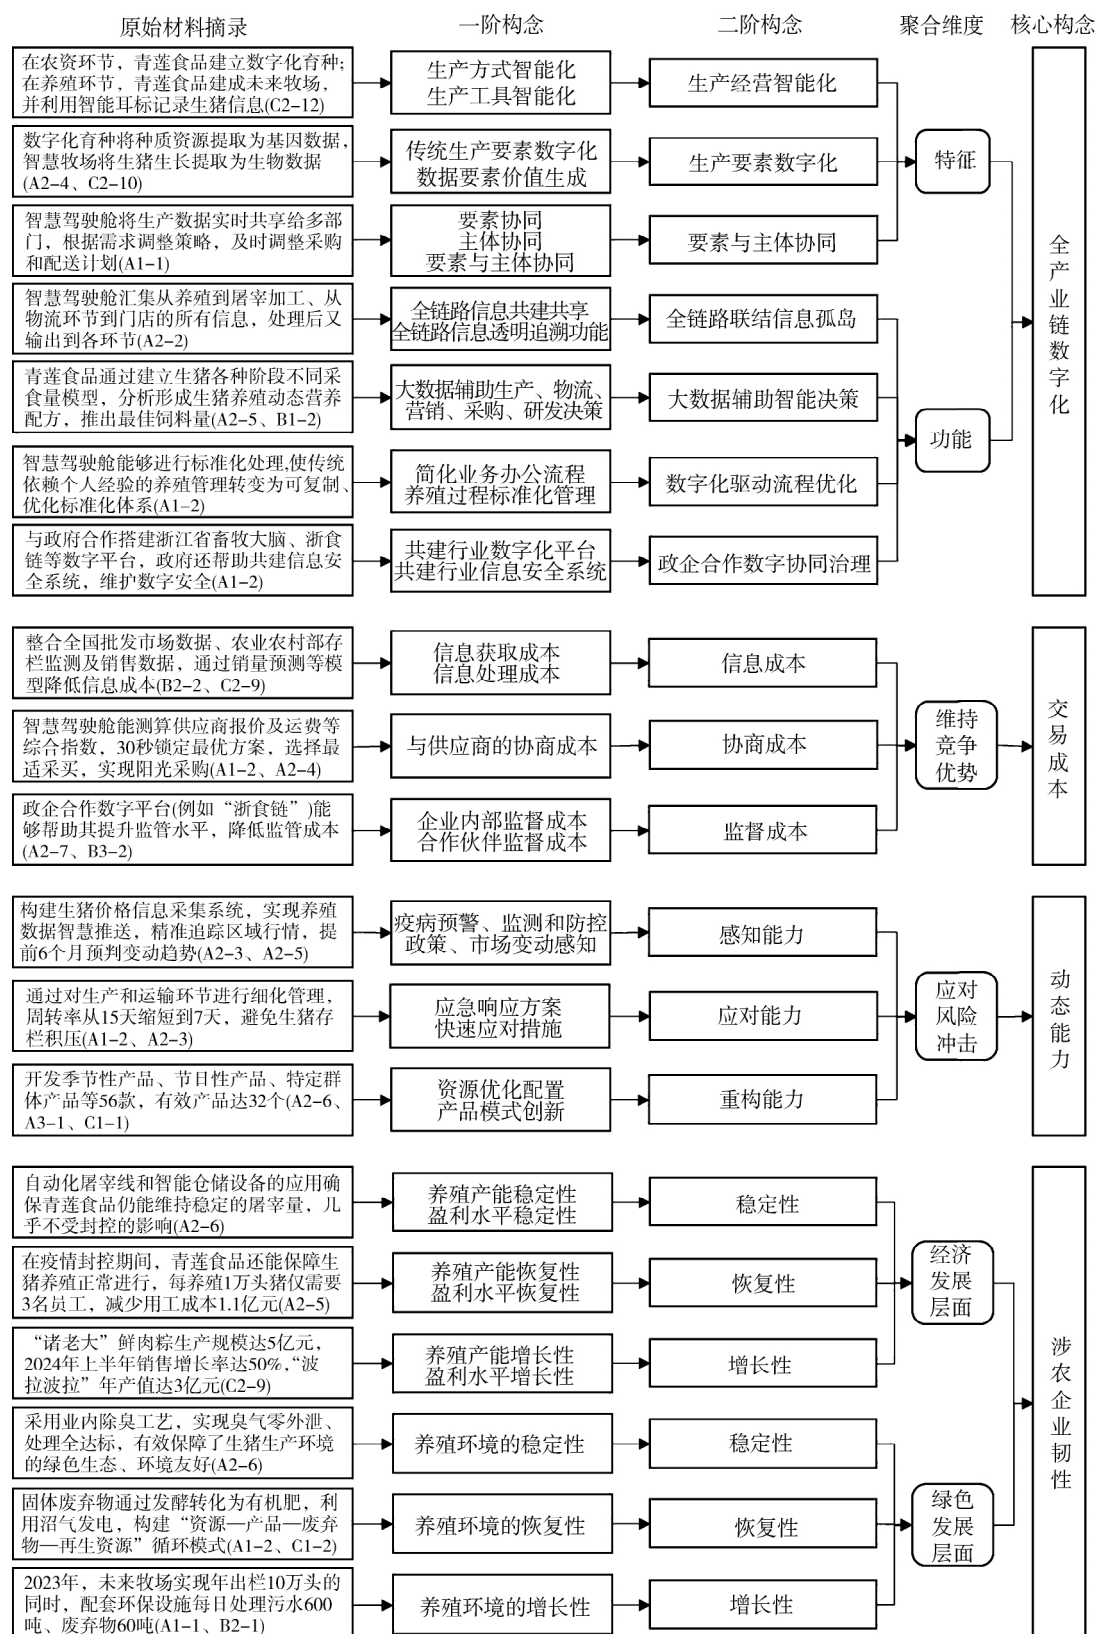 原始材料摘录
一阶构念
二阶构念
聚合维度
核心构念
在农资环节，青莲食品建立数字化育种；
在养殖环节，青莲食品建成未来牧场，
并利用智能耳标记录生猪信息(C2-12)
生产方式智能化
生产工具智能化
生产经营智能化
数字化育种将种质资源提取为基因数据，
智慧牧场将生猪生长提取为生物数据
(A2-4、C2-10)
传统生产要素数字化
数据要素价值生成
生产要素数字化
智慧驾驶舱将生产数据实时共享给多部
门，根据需求调整策略，及时调整采购
和配送计划(A1-1)
要素协同
主体协同
要素与主体协同
要素与主体协同
特征
智慧驾驶舱汇集从养殖到屠宰加工、从
物流环节到门店的所有信息，处理后又
输出到各环节(A2-2)
全链路信息共建共享
全链路信息透明追溯功能
全链路联结信息孤岛
青莲食品通过建立生猪各种阶段不同采
食量模型，分析形成生猪养殖动态营养
配方，推出最佳饲料量(A2-5、B1-2)
大数据辅助生产、物流、
营销、采购、研发决策
大数据辅助智能决策
智慧驾驶舱能够进行标准化处理,使传统
依赖个人经验的养殖管理转变为可复制、
优化标准化体系(A1-2)
简化业务办公流程
养殖过程标准化管理
数字化驱动流程优化
与政府合作搭建浙江省畜牧大脑、浙食
链等数字平台，政府还帮助共建信息安
全系统，维护数字安全(A1-2)
共建行业数字化平台
共建行业信息安全系统
政企合作数字协同治理
功能
全产业链数字化
整合全国批发市场数据、农业农村部存
栏监测及销售数据，通过销量预测等模
型降低信息成本(B2-2、C2-9)
信息获取成本
信息处理成本
信息成本
智慧驾驶舱能测算供应商报价及运费等
综合指数，30秒锁定最优方案，选择最
适采买，实现阳光采购(A1-2、A2-4)
与供应商的协商成本
协商成本
政企合作数字平台(例如“浙食链”)能
够帮助其提升监管水平，降低监管成本
(A2-7、B3-2)
企业内部监督成本
合作伙伴监督成本
监督成本
维持
竞争
优势
交易成本
构建生猪价格信息采集系统，实现养殖
数据智慧推送，精准追踪区域行情，提
前6个月预判变动趋势(A2-3、A2-5)
疫病预警、监测和防控
政策、市场变动感知
感知能力
通过对生产和运输环节进行细化管理，
周转率从15天缩短到7天，避免生猪存
栏积压(A1-2、A2-3)
应急响应方案
快速应对措施
应对能力
开发季节性产品、节日性产品、特定群
体产品等56款，有效产品达32个(A2-6、
A3-1、C1-1)
资源优化配置
产品模式创新
重构能力
应对
风险
冲击
动态能力
自动化屠宰线和智能仓储设备的应用确
保青莲食品仍能维持稳定的屠宰量，几
乎不受封控的影响(A2-6)
养殖产能稳定性
盈利水平稳定性
稳定性
在疫情封控期间，青莲食品还能保障生
猪养殖正常进行，每养殖1万头猪仅需要
3名员工，减少用工成本1.1亿元(A2-5)
养殖产能恢复性
盈利水平恢复性
恢复性
“诸老大”鲜肉粽生产规模达5亿元，
2024年上半年销售增长率达50%,“波
拉波拉”年产值达3亿元(C2-9)
养殖产能增长性
盈利水平增长性
增长性
经济
发展
层面
采用业内除臭工艺，实现臭气零外泄、
处理全达标，有效保障了生猪生产环境
的绿色生态、环境友好(A2-6)
养殖环境的稳定性
稳定性
固体废弃物通过发酵转化为有机肥，利
用沼气发电，构建“资源—产品—废弃
物—再生资源”循环模式(A1-2、C1-2)
养殖环境的恢复性
恢复性
2023年，未来牧场实现年出栏10万头的
同时，配套环保设施每日处理污水600
吨、废弃物60吨(A1-1、B2-1)
养殖环境的增长性
增长性
绿色
发展
层面
涉农企业韧性